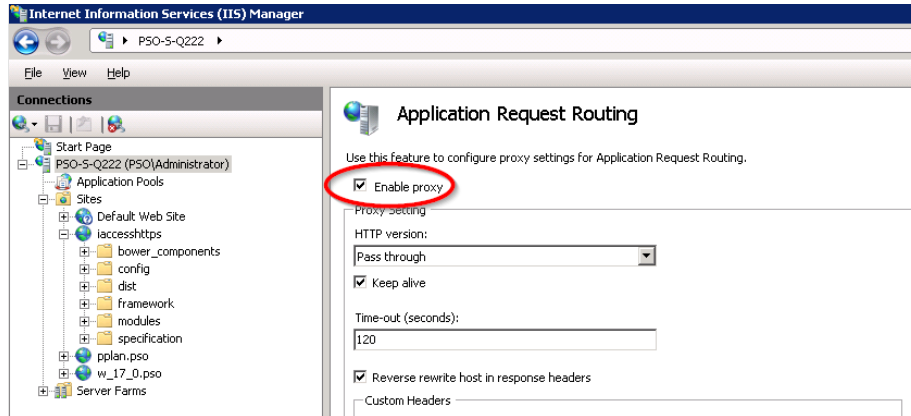 Internet Information Services (IIS) Manager
PSO-S-Q222
File View Help
Connections
Start Page
PSO-S-Q222 (PSO\Administrator)
Application Pools
Sites
Default Web Site
iaccesshttps
bower_components
config
dist
framework
modules
specification
pplan.pso
w_17_0.pso
Server Farms
Application Request Routing
Use this feature to configure proxy settings for Application Request Routing.
Enable proxy
Proxy Setting
HTTP version:
Pass through
Keep alive
Time-out (seconds):
120
Reverse rewrite host in response headers
Custom Headers